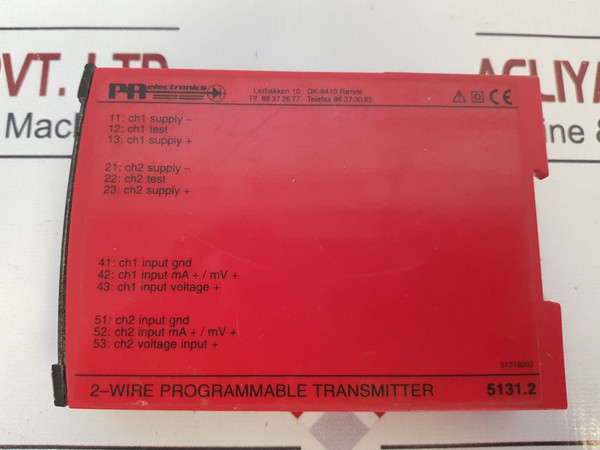 PVT. LTD
AGLIYA
Mach
ine &
PR electronics
Lerbakken 10 · DK-8410 Rønde
Tlf. 86 37 26 77 · Telefax 86 37 30 85
CE
11: ch1 supply –
12: ch1 test
13: ch1 supply +
21: ch2 supply –
22: ch2 test
23: ch2 supply +
41: ch1 input gnd
42: ch1 input mA + / mV +
43: ch1 input voltage +
51: ch2 input gnd
52: ch2 input mA + / mV +
53: ch2 voltage input +
2–WIRE PROGRAMMABLE TRANSMITTER 5131.2